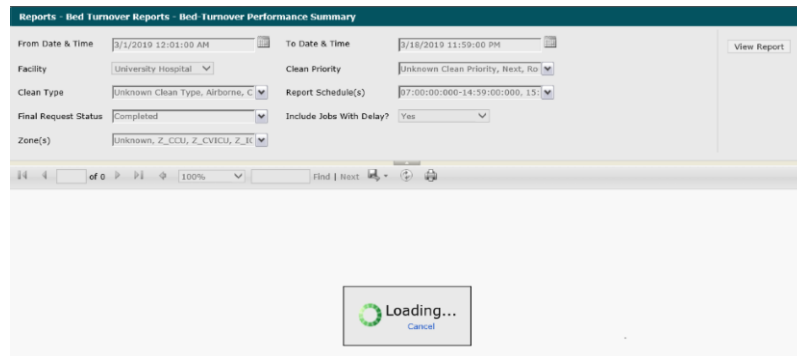 Reports - Bed Turnover Reports - Bed-Turnover Performance Summary
From Date & Time 3/1/2019 12:01:00 AM To Date & Time 3/18/2019 11:59:00 PM View Report
Facility University Hospital Clean Priority Unknown Clean Priority, Next, Ro
Clean Type Unknown Clean Type, Airborne, C Report Schedule(s) 07:00:00:000-14:59:00:000, 15:
Final Request Status Completed Include Jobs With Delay? Yes
Zone(s) Unknown, Z_CCU, Z_CVICU, Z_IC
of 0 100% Find | Next
Loading...
Cancel